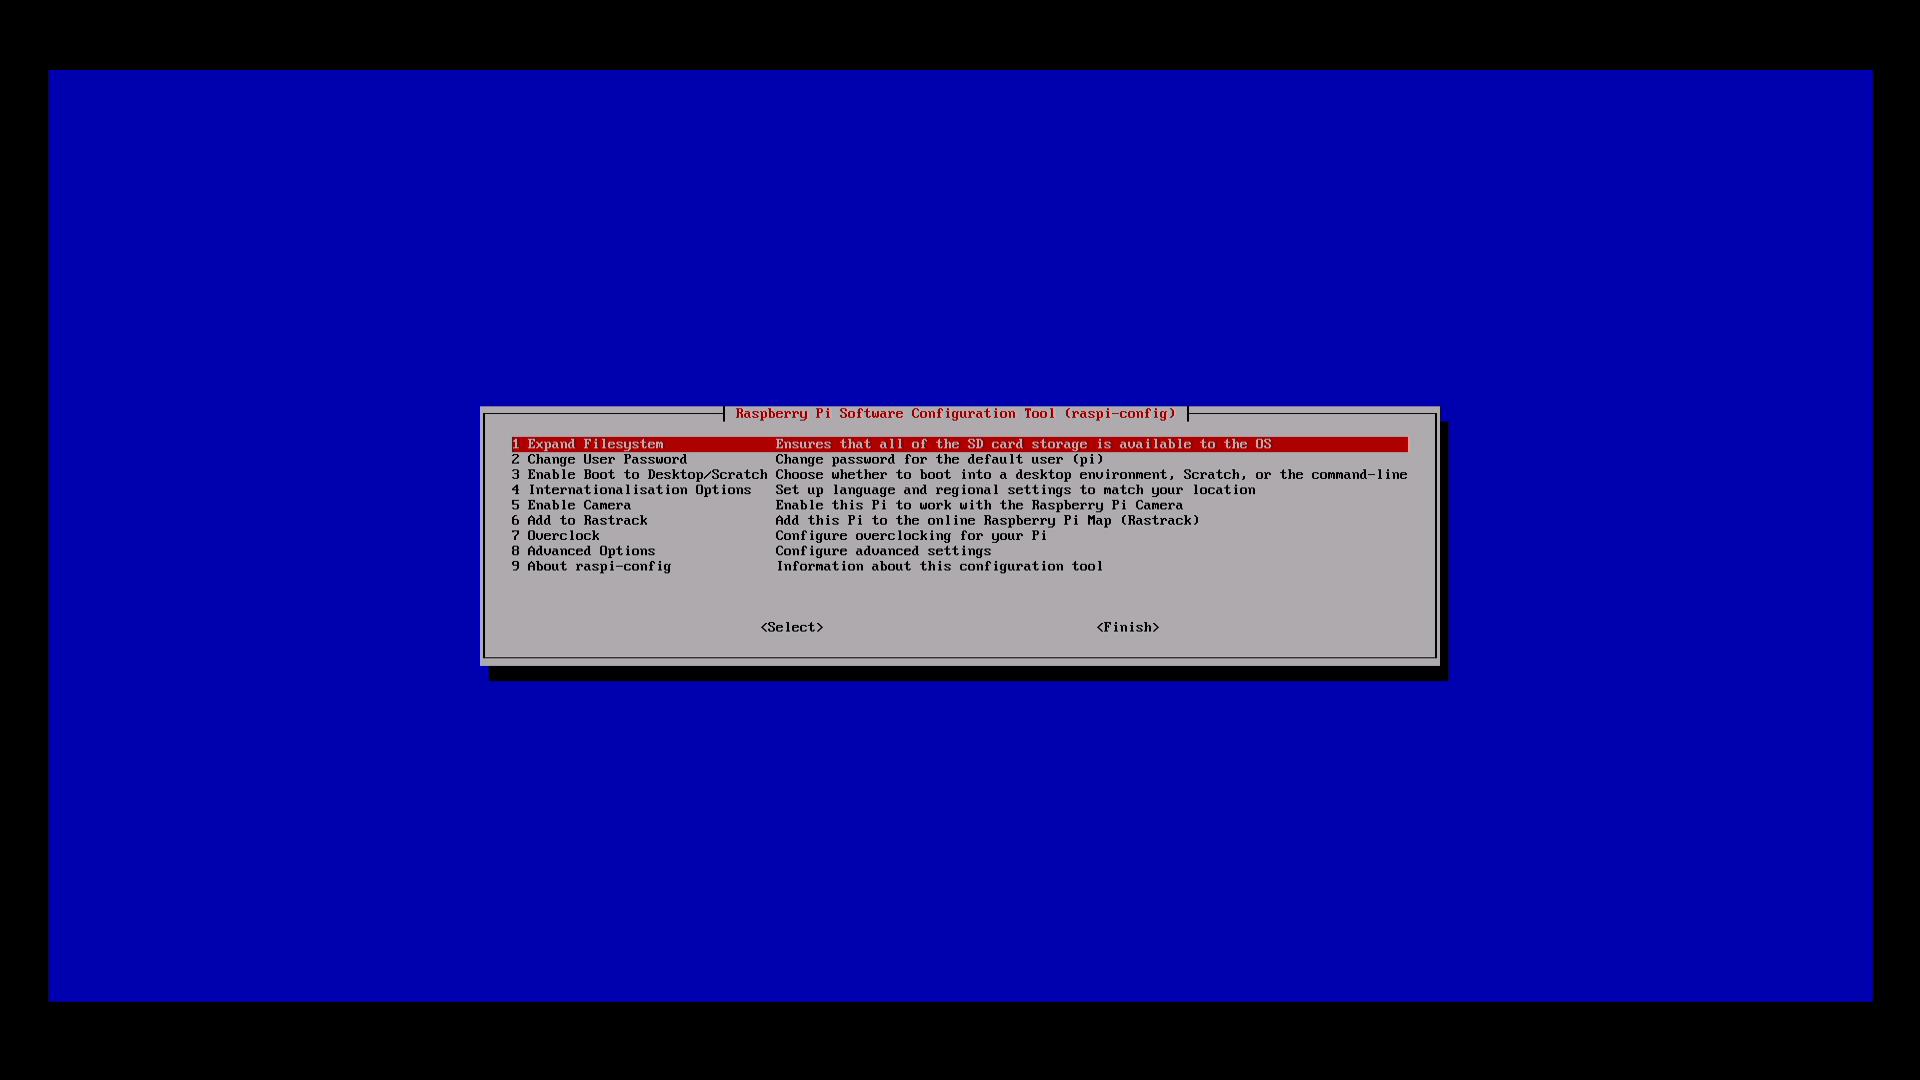 Raspberry Pi Software Configuration Tool (raspi-config)
1 Expand Filesystem Ensures that all of the SD card storage is available to the OS
2 Change User Password Change password for the default user (pi)
3 Enable Boot to Desktop/Scratch Choose whether to boot into a desktop environment, Scratch, or the command-line
4 Internationalisation Options Set up language and regional settings to match your location
5 Enable Camera Enable this Pi to work with the Raspberry Pi Camera
6 Add to Rastrack Add this Pi to the online Raspberry Pi Map (Rastrack)
7 Overclock Configure overclocking for your Pi
8 Advanced Options Configure advanced settings
9 About raspi-config Information about this configuration tool
<Select> <Finish>